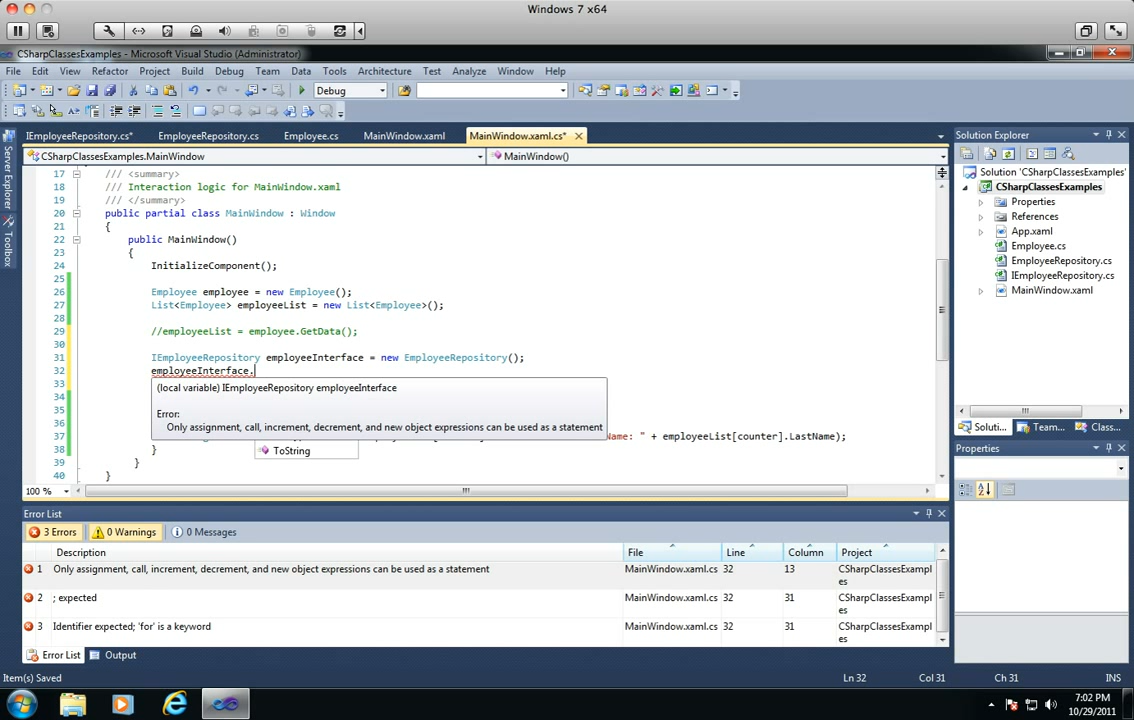 Windows 7 x64
CSharpClassesExamples - Microsoft Visual Studio (Administrator)
File Edit View Refactor Project Build Debug Team Data Tools Architecture Test Analyze Window Help
Debug
IEmployeeRepository.cs* EmployeeRepository.cs Employee.cs MainWindow.xaml MainWindow.xaml.cs*
CSharpClassesExamples.MainWindow MainWindow()
17 /// <summary>
18 /// Interaction logic for MainWindow.xaml
19 /// </summary>
20 public partial class MainWindow : Window
21 {
22 public MainWindow()
23 {
24 InitializeComponent();
25
26 Employee employee = new Employee();
27 List<Employee> employeeList = new List<Employee>();
28
29 //employeeList = employee.GetData();
30
31 IEmployeeRepository employeeInterface = new EmployeeRepository();
32 employeeInterface.
33
(local variable) IEmployeeRepository employeeInterface
34
35
Error:
36
Only assignment, call, increment, decrement, and new object expressions can be used as a statement
37 Name: " + employeeList[counter].LastName);
38 }
ToString
39 }
40 }
100 %
Server Explorer
Toolbox
Solution Explorer
Solution 'CSharpClassesExamples'
CSharpClassesExamples
Properties
References
App.xaml
Employee.cs
EmployeeRepository.cs
IEmployeeRepository.cs
MainWindow.xaml
Soluti... Team... Class...
Properties
Error List
3 Errors 0 Warnings 0 Messages
Description File Line Column Project
1 Only assignment, call, increment, decrement, and new object expressions can be used as a statement MainWindow.xaml.cs 32 13 CSharpClassesExampl
es
2 ; expected MainWindow.xaml.cs 32 31 CSharpClassesExampl
es
3 Identifier expected; 'for' is a keyword MainWindow.xaml.cs 32 31 CSharpClassesExampl
es
Error List Output
Item(s) Saved Ln 32 Col 31 Ch 31 INS
7:02 PM
10/29/2011